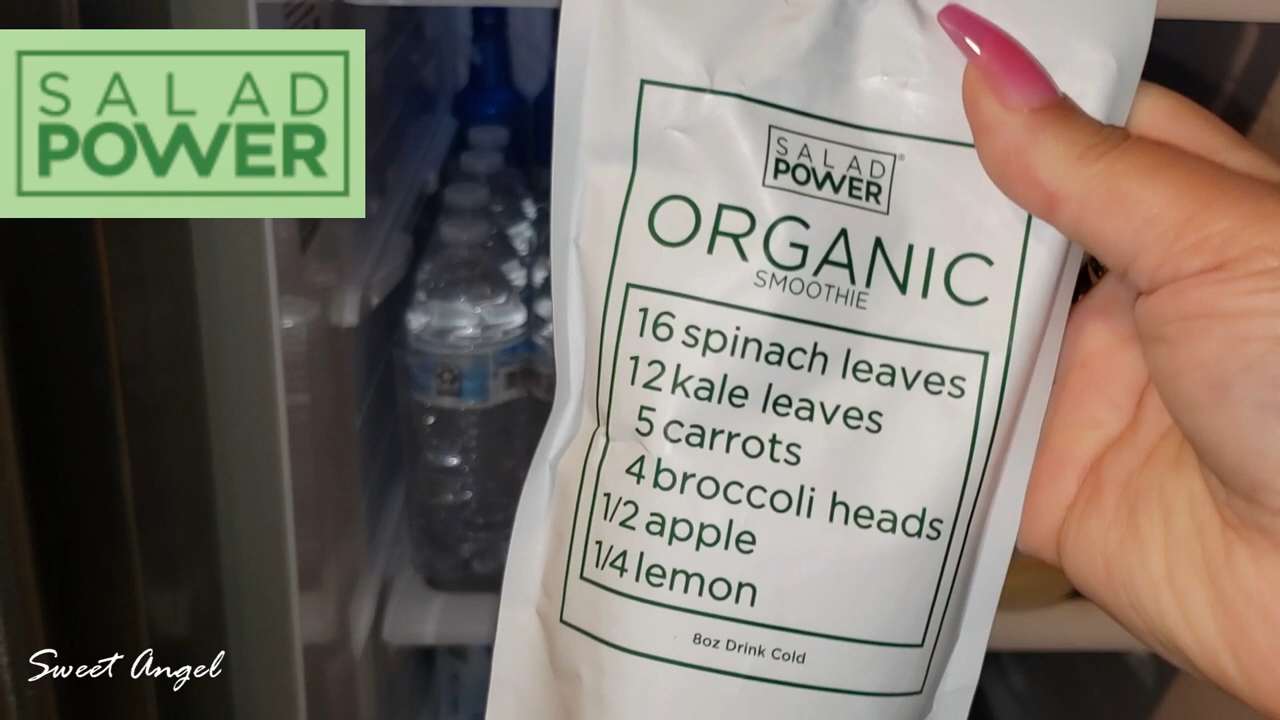 SALAD
POWER
SALAD
POWER®
ORGANIC
SMOOTHIE
16 spinach leaves
12 kale leaves
5 carrots
4 broccoli heads
1/2 apple
1/4 lemon
8oz Drink Cold
Sweet Angel